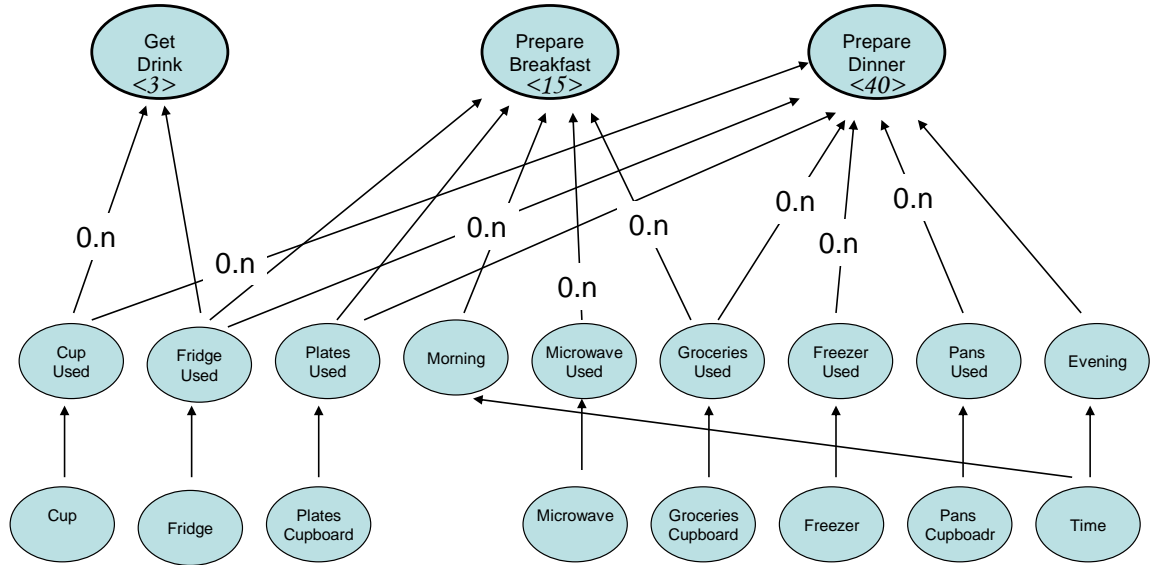 Get
Drink
<3>
Prepare
Breakfast
<15>
Prepare
Dinner
<40>
0.n
0.n
0.n
0.n
0.n
0.n
0.n
0.n
Cup
Used
Fridge
Used
Plates
Used
Morning
Microwave
Used
Groceries
Used
Freezer
Used
Pans
Used
Evening
Cup
Fridge
Plates
Cupboard
Microwave
Groceries
Cupboard
Freezer
Pans
Cupboadr
Time